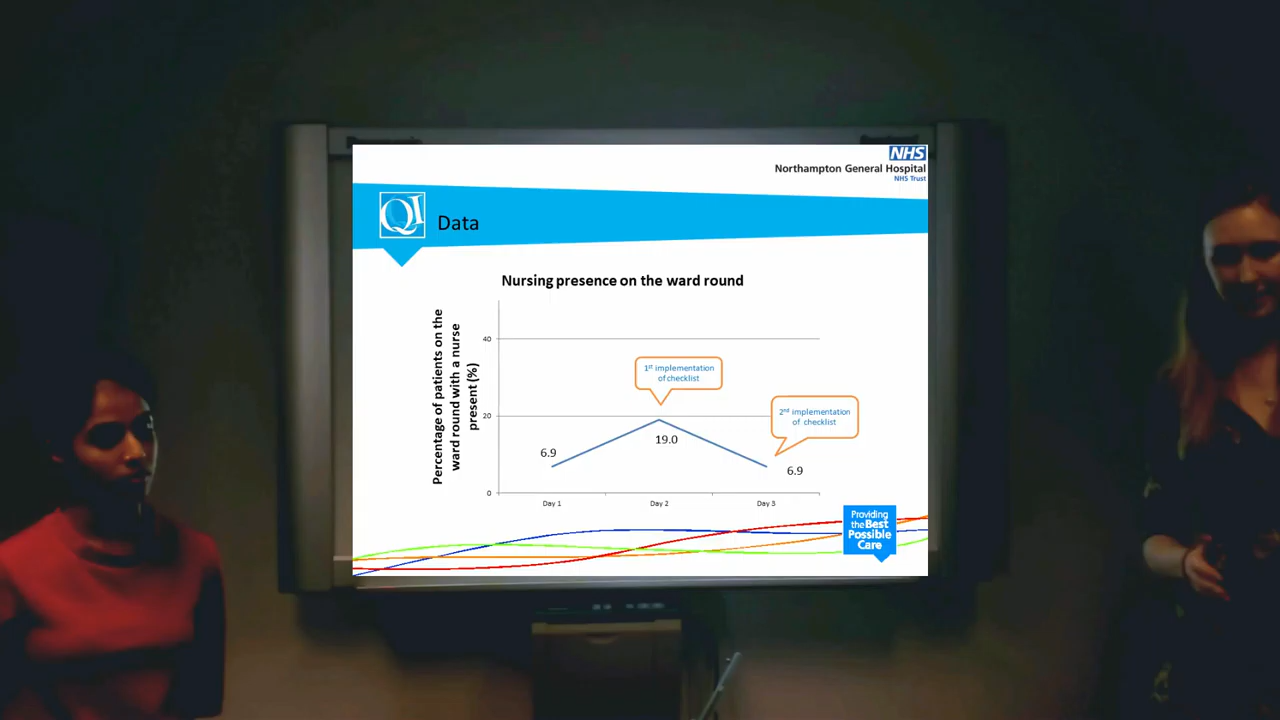 NHS
Northampton General Hospital
NHS Trust
QI
Data
Nursing presence on the ward round
Percentage of patients on the
ward round with a nurse
present (%)
40
20
0
1st implementation
of checklist
2nd implementation
of checklist
6.9
19.0
6.9
Day 1
Day 2
Day 3
Providing
the Best
Possible
Care